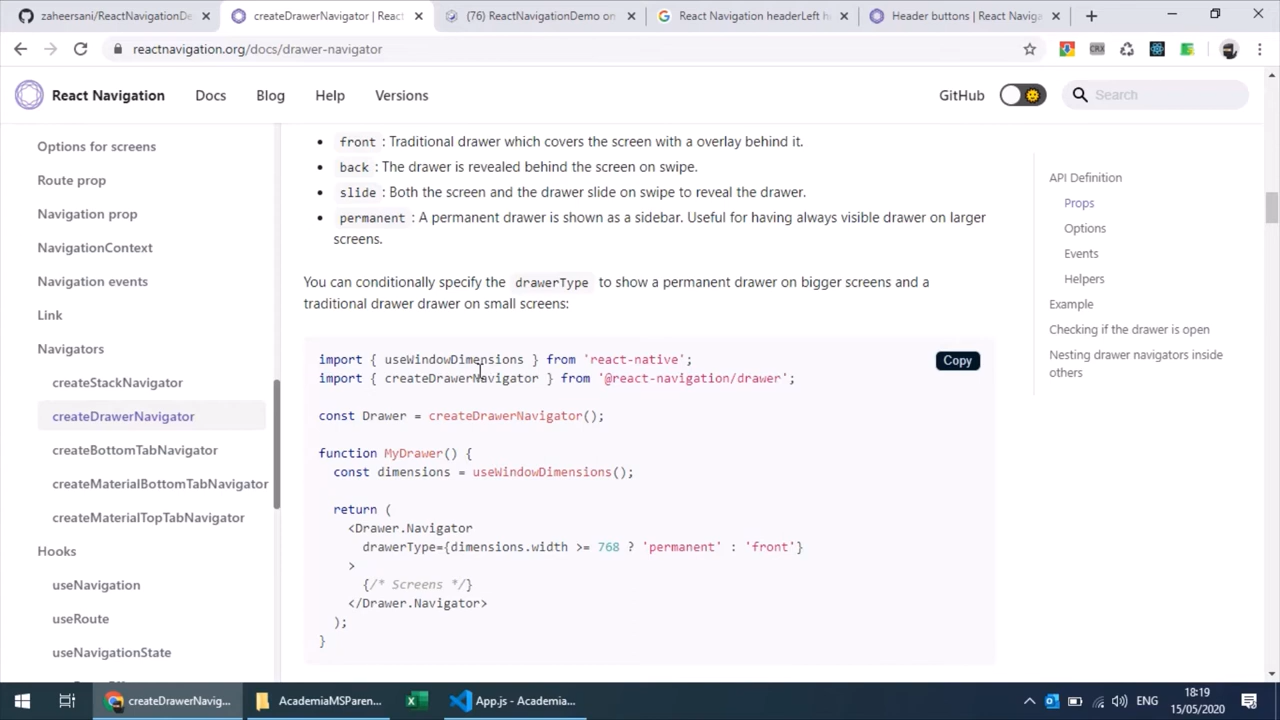 zaheersani/ReactNavigationDe
createDrawerNavigator | React
(76) ReactNavigationDemo on
React Navigation headerLeft h
Header buttons | React Naviga
reactnavigation.org/docs/drawer-navigator
CRX
React Navigation
Docs
Blog
Help
Versions
GitHub
Search
Options for screens
Route prop
Navigation prop
NavigationContext
Navigation events
Link
Navigators
createStackNavigator
createDrawerNavigator
createBottomTabNavigator
createMaterialBottomTabNavigator
createMaterialTopTabNavigator
Hooks
useNavigation
useRoute
useNavigationState
front : Traditional drawer which covers the screen with a overlay behind it.
back : The drawer is revealed behind the screen on swipe.
slide : Both the screen and the drawer slide on swipe to reveal the drawer.
permanent : A permanent drawer is shown as a sidebar. Useful for having always visible drawer on larger
screens.
You can conditionally specify the drawerType to show a permanent drawer on bigger screens and a
traditional drawer drawer on small screens:
import { useWindowDimensions } from 'react-native';
import { createDrawerNavigator } from '@react-navigation/drawer';
const Drawer = createDrawerNavigator();
function MyDrawer() {
const dimensions = useWindowDimensions();
return (
<Drawer.Navigator
drawerType={dimensions.width >= 768 ? 'permanent' : 'front'}
>
{/* Screens */}
</Drawer.Navigator>
);
}
Copy
API Definition
Props
Options
Events
Helpers
Example
Checking if the drawer is open
Nesting drawer navigators inside
others
createDrawerNavig...
AcademiaMSParen...
App.js - Academia...
ENG
18:19
15/05/2020